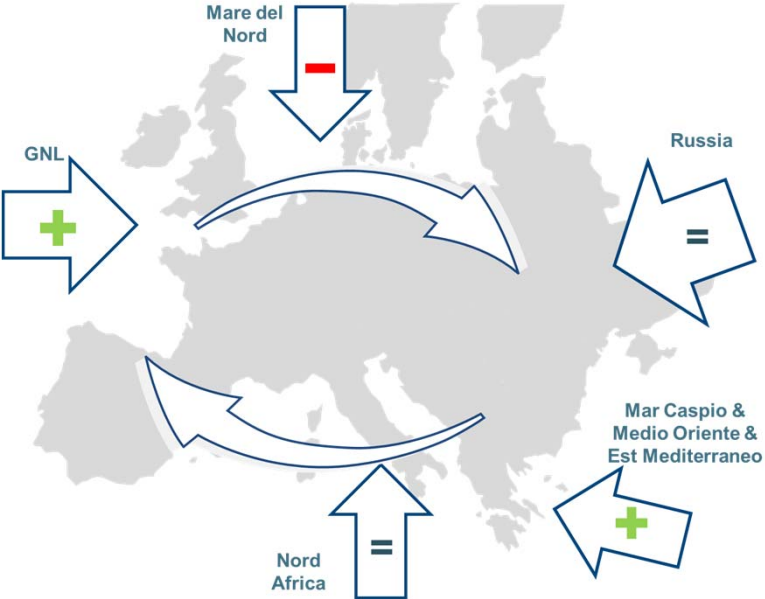 Mare del
Nord
GNL
Russia
Mar Caspio &
Medio Oriente &
Est Mediterraneo
Nord
Africa